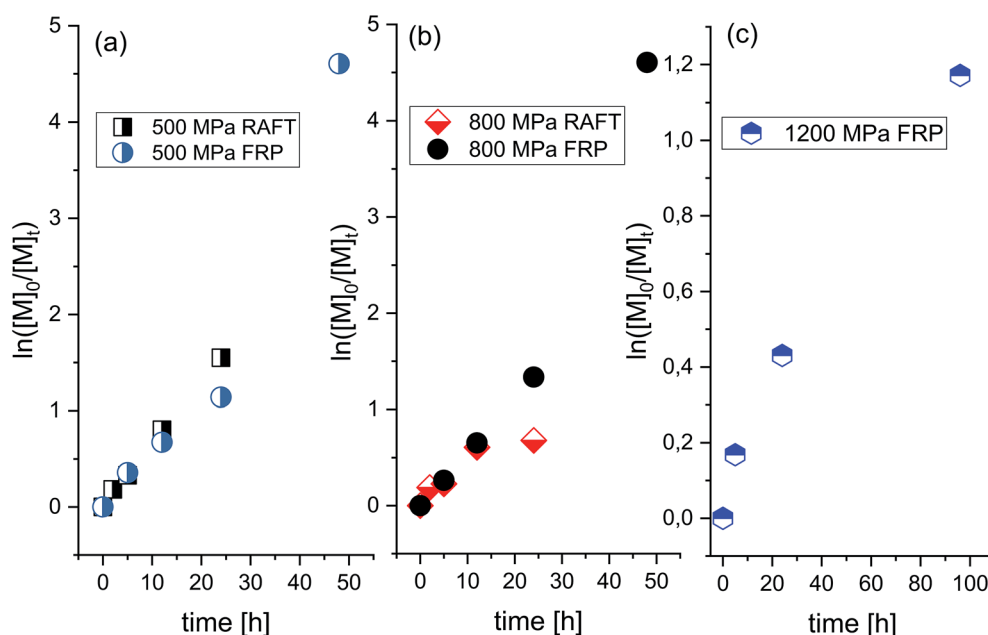 (a)
500 MPa RAFT
500 MPa FRP
ln([M]0/[M]t)
5
4
3
2
1
0
0 10 20 30 40 50
time [h]
(b)
800 MPa RAFT
800 MPa FRP
ln([M]0/[M]t)
5
4
3
2
1
0
0 10 20 30 40 50
time [h]
(c)
1200 MPa FRP
ln([M]0/[M]t)
1,2
1,0
0,8
0,6
0,4
0,2
0,0
0 20 40 60 80 100
time [h]